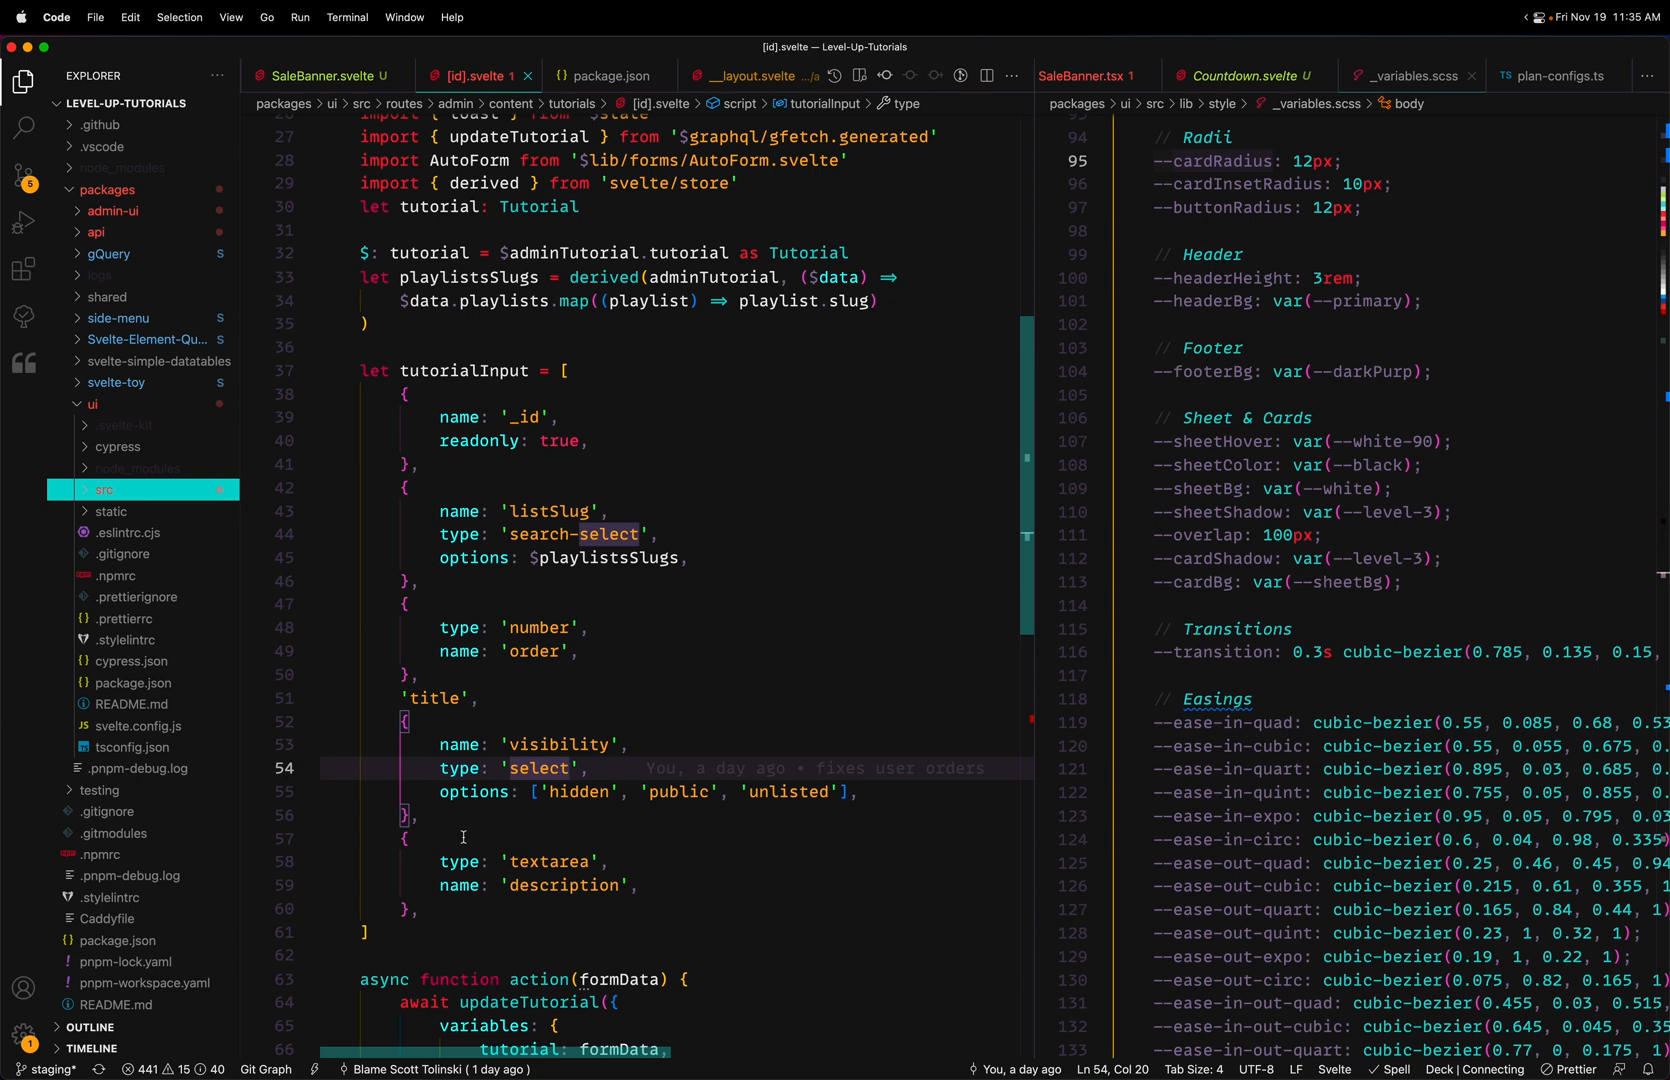 Code File Edit Selection View Go Run Terminal Window Help
Fri Nov 19 11:35 AM
[id].svelte — Level-Up-Tutorials
EXPLORER
LEVEL-UP-TUTORIALS
.github
.vscode
node_modules
packages
admin-ui
api
gQuery S
logs
shared
side-menu S
Svelte-Element-Qu... S
svelte-simple-datatables
svelte-toy S
ui
.svelte-kit
cypress
node_modules
src
static
.eslintrc.cjs
.gitignore
.npmrc
.prettierignore
.prettierrc
.stylelintrc
cypress.json
package.json
README.md
svelte.config.js
tsconfig.json
.pnpm-debug.log
testing
.gitignore
.gitmodules
.npmrc
.pnpm-debug.log
.stylelintrc
Caddyfile
package.json
pnpm-lock.yaml
pnpm-workspace.yaml
README.md
OUTLINE
TIMELINE
5
1
SaleBanner.svelte U
[id].svelte 1
package.json
__layout.svelte .../a
packages > ui > src > routes > admin > content > tutorials > [id].svelte > script > tutorialInput > type
26 import { toast } from '$state'
27 import { updateTutorial } from '$graphql/gfetch.generated'
28 import AutoForm from '$lib/forms/AutoForm.svelte'
29 import { derived } from 'svelte/store'
30 let tutorial: Tutorial
31
32 $: tutorial = $adminTutorial.tutorial as Tutorial
33 let playlistsSlugs = derived(adminTutorial, ($data) =>
34 $data.playlists.map((playlist) => playlist.slug)
35 )
36
37 let tutorialInput = [
38 {
39 name: '_id',
40 readonly: true,
41 },
42 {
43 name: 'listSlug',
44 type: 'search-select',
45 options: $playlistsSlugs,
46 },
47 {
48 type: 'number',
49 name: 'order',
50 },
51 'title',
52 {
53 name: 'visibility',
54 type: 'select', You, a day ago • fixes user orders
55 options: ['hidden', 'public', 'unlisted'],
56 },
57 {
58 type: 'textarea',
59 name: 'description',
60 },
61 ]
62
63 async function action(formData) {
64 await updateTutorial({
65 variables: {
66 tutorial: formData,
SaleBanner.tsx 1
Countdown.svelte U
_variables.scss
plan-configs.ts
packages > ui > src > lib > style > _variables.scss > body
93
94 // Radii
95 --cardRadius: 12px;
96 --cardInsetRadius: 10px;
97 --buttonRadius: 12px;
98
99 // Header
100 --headerHeight: 3rem;
101 --headerBg: var(--primary);
102
103 // Footer
104 --footerBg: var(--darkPurp);
105
106 // Sheet & Cards
107 --sheetHover: var(--white-90);
108 --sheetColor: var(--black);
109 --sheetBg: var(--white);
110 --sheetShadow: var(--level-3);
111 --overlap: 100px;
112 --cardShadow: var(--level-3);
113 --cardBg: var(--sheetBg);
114
115 // Transitions
116 --transition: 0.3s cubic-bezier(0.785, 0.135, 0.15,
117
118 // Easings
119 --ease-in-quad: cubic-bezier(0.55, 0.085, 0.68, 0.53
120 --ease-in-cubic: cubic-bezier(0.55, 0.055, 0.675, 0.
121 --ease-in-quart: cubic-bezier(0.895, 0.03, 0.685, 0.
122 --ease-in-quint: cubic-bezier(0.755, 0.05, 0.855, 0.
123 --ease-in-expo: cubic-bezier(0.95, 0.05, 0.795, 0.03
124 --ease-in-circ: cubic-bezier(0.6, 0.04, 0.98, 0.335)
125 --ease-out-quad: cubic-bezier(0.25, 0.46, 0.45, 0.94
126 --ease-out-cubic: cubic-bezier(0.215, 0.61, 0.355, 1
127 --ease-out-quart: cubic-bezier(0.165, 0.84, 0.44, 1)
128 --ease-out-quint: cubic-bezier(0.23, 1, 0.32, 1);
129 --ease-out-expo: cubic-bezier(0.19, 1, 0.22, 1);
130 --ease-out-circ: cubic-bezier(0.075, 0.82, 0.165, 1)
131 --ease-in-out-quad: cubic-bezier(0.455, 0.03, 0.515,
132 --ease-in-out-cubic: cubic-bezier(0.645, 0.045, 0.35
133 --ease-in-out-quart: cubic-bezier(0.77, 0, 0.175, 1)
staging* 441 15 40 Git Graph Blame Scott Tolinski ( 1 day ago ) You, a day ago Ln 54, Col 20 Tab Size: 4 UTF-8 LF Svelte Spell Deck | Connecting Prettier